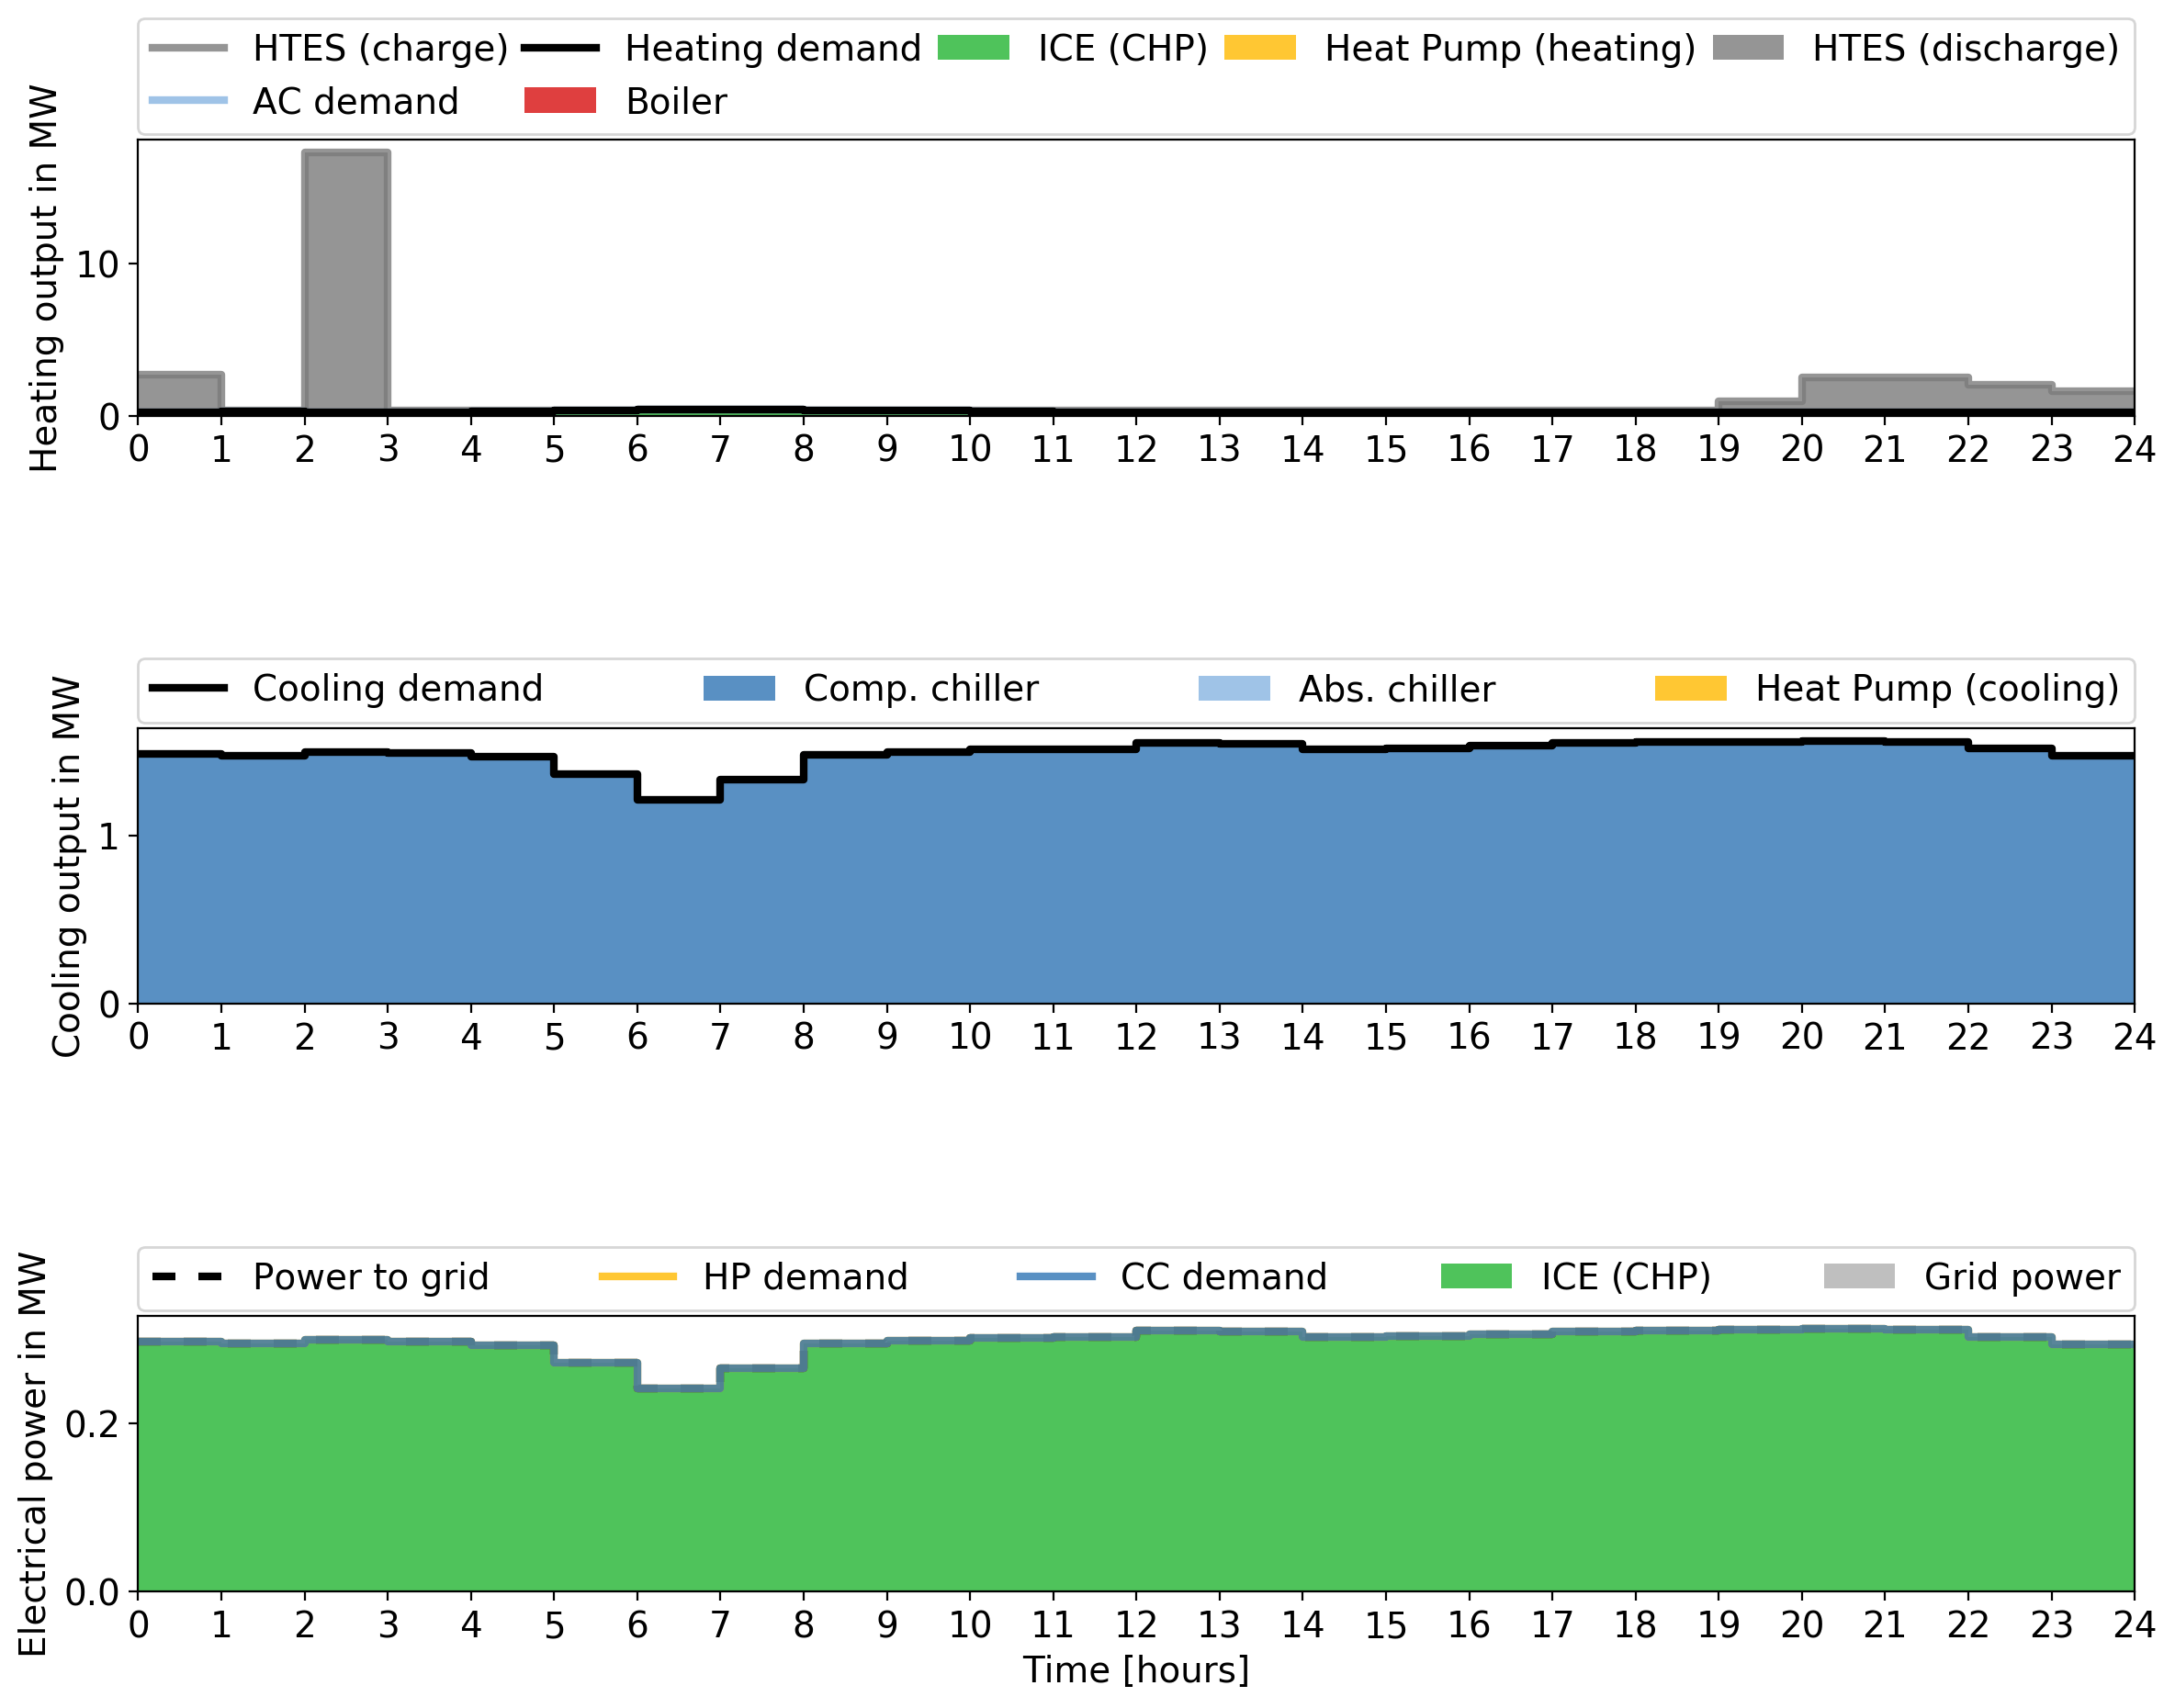 HTES (charge) Heating demand ICE (CHP) Heat Pump (heating) HTES (discharge)
AC demand Boiler
Heating output in MW
10
0
0 1 2 3 4 5 6 7 8 9 10 11 12 13 14 15 16 17 18 19 20 21 22 23 24
Cooling demand Comp. chiller Abs. chiller Heat Pump (cooling)
Cooling output in MW
1
0
0 1 2 3 4 5 6 7 8 9 10 11 12 13 14 15 16 17 18 19 20 21 22 23 24
Power to grid HP demand CC demand ICE (CHP) Grid power
Electrical power in MW
0.2
0.0
0 1 2 3 4 5 6 7 8 9 10 11 12 13 14 15 16 17 18 19 20 21 22 23 24
Time [hours]